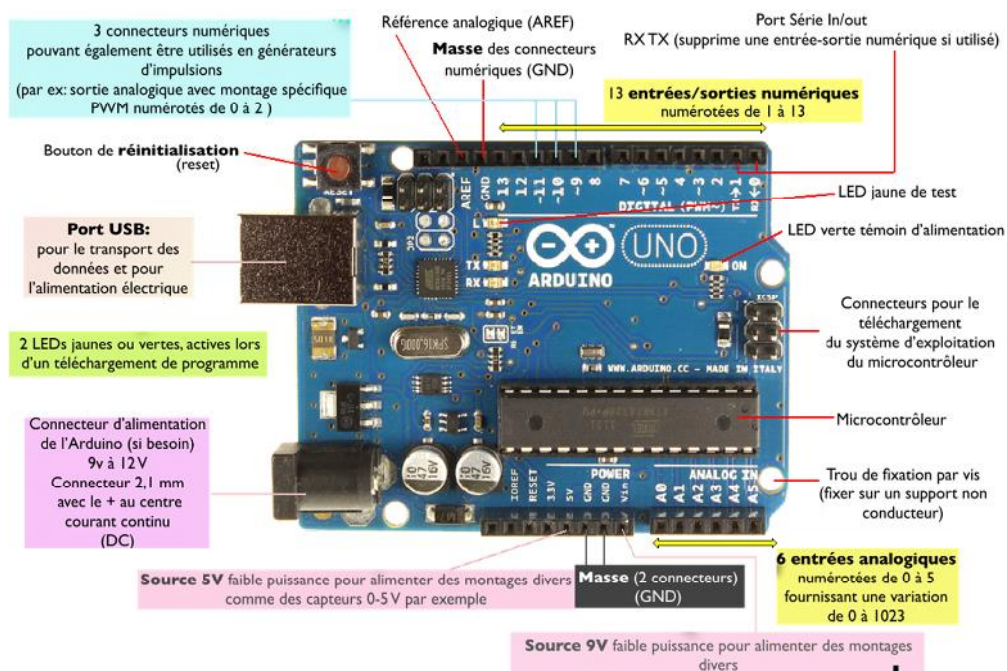 3 connecteurs numériques
pouvant également être utilisés en générateurs
d'impulsions
(par ex: sortie analogique avec montage spécifique
PWM numérotés de 0 à 2 )
Référence analogique (AREF)
Masse des connecteurs
numériques (GND)
Port Série In/out
RX TX (supprime une entrée-sortie numérique si utilisé)
13 entrées/sorties numériques
numérotées de 1 à 13
Bouton de réinitialisation
(reset)
RESET
AREF
GND
13
12
~11
~10
~9
8
7
~6
~5
4
~3
2
TX→1
RX←0
DIGITAL (PWM~)
LED jaune de test
LED verte témoin d'alimentation
Port USB:
pour le transport des
données et pour
l'alimentation électrique
L
TX
RX
ARDUINO
UNO
ON
ICSP
Connecteurs pour le
téléchargement
du système d'exploitation
du microcontrôleur
2 LEDs jaunes ou vertes, actives lors
d'un téléchargement de programme
SPK16.000G
WWW.ARDUINO.CC - MADE IN ITALY
Microcontrôleur
Connecteur d'alimentation
de l'Arduino (si besoin)
9v à 12V
Connecteur 2,1 mm
avec le + au centre
courant continu
(DC)
47
16V
47
16V
POWER
ANALOG IN
IOREF
RESET
3.3V
5V
GND
GND
Vin
A0
A1
A2
A3
A4
A5
Trou de fixation par vis
(fixer sur un support non
conducteur)
Source 5V faible puissance pour alimenter des montages divers
comme des capteurs 0-5V par exemple
Masse (2 connecteurs)
(GND)
6 entrées analogiques
numérotées de 0 à 5
fournissant une variation
de 0 à 1023
Source 9V faible puissance pour alimenter des montages
divers